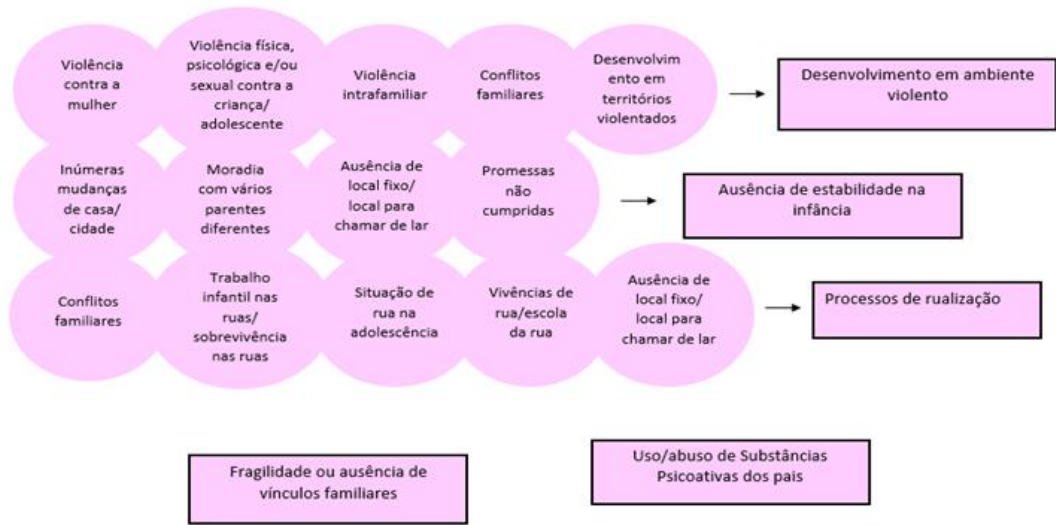 Violência
contra a
mulher
Violência física,
psicológica e/ou
sexual contra a
criança/
adolescente
Violência
intrafamiliar
Conflitos
familiares
Desenvolvim
ento em
territórios
violentados
Desenvolvimento em ambiente
violento
Inúmeras
mudanças
de casa/
cidade
Moradia
com vários
parentes
diferentes
Ausência de
local fixo/
local para
chamar de lar
Promessas
não
cumpridas
Ausência de estabilidade na
infância
Conflitos
familiares
Trabalho
infantil nas
ruas/
sobrevivência
nas ruas
Situação de
rua na
adolescência
Vivências de
rua/escola
da rua
Ausência de
local fixo/
local para
chamar de lar
Processos de rualização
Fragilidade ou ausência de
vínculos familiares
Uso/abuso de Substâncias
Psicoativas dos pais